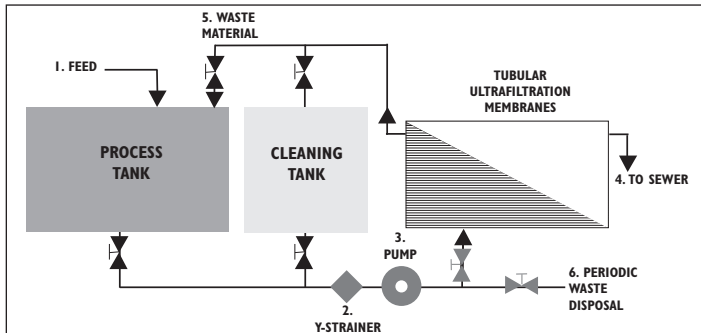 5. WASTE
MATERIAL
1. FEED
TUBULAR
ULTRAFILTRATION
MEMBRANES
PROCESS
TANK
CLEANING
TANK
4. TO SEWER
3.
PUMP
6. PERIODIC
WASTE
DISPOSAL
2.
Y-STRAINER